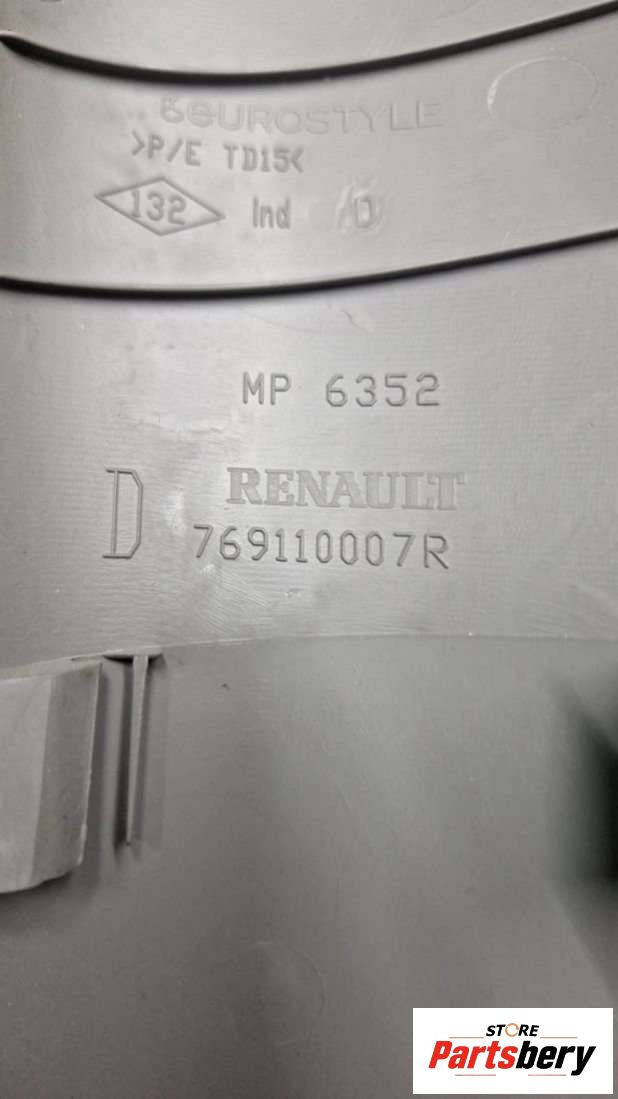 EUROSTYLE
>P/E TD15<
132 Ind D
MP 6352
D RENAULT
769110007R
STORE
Partsbery